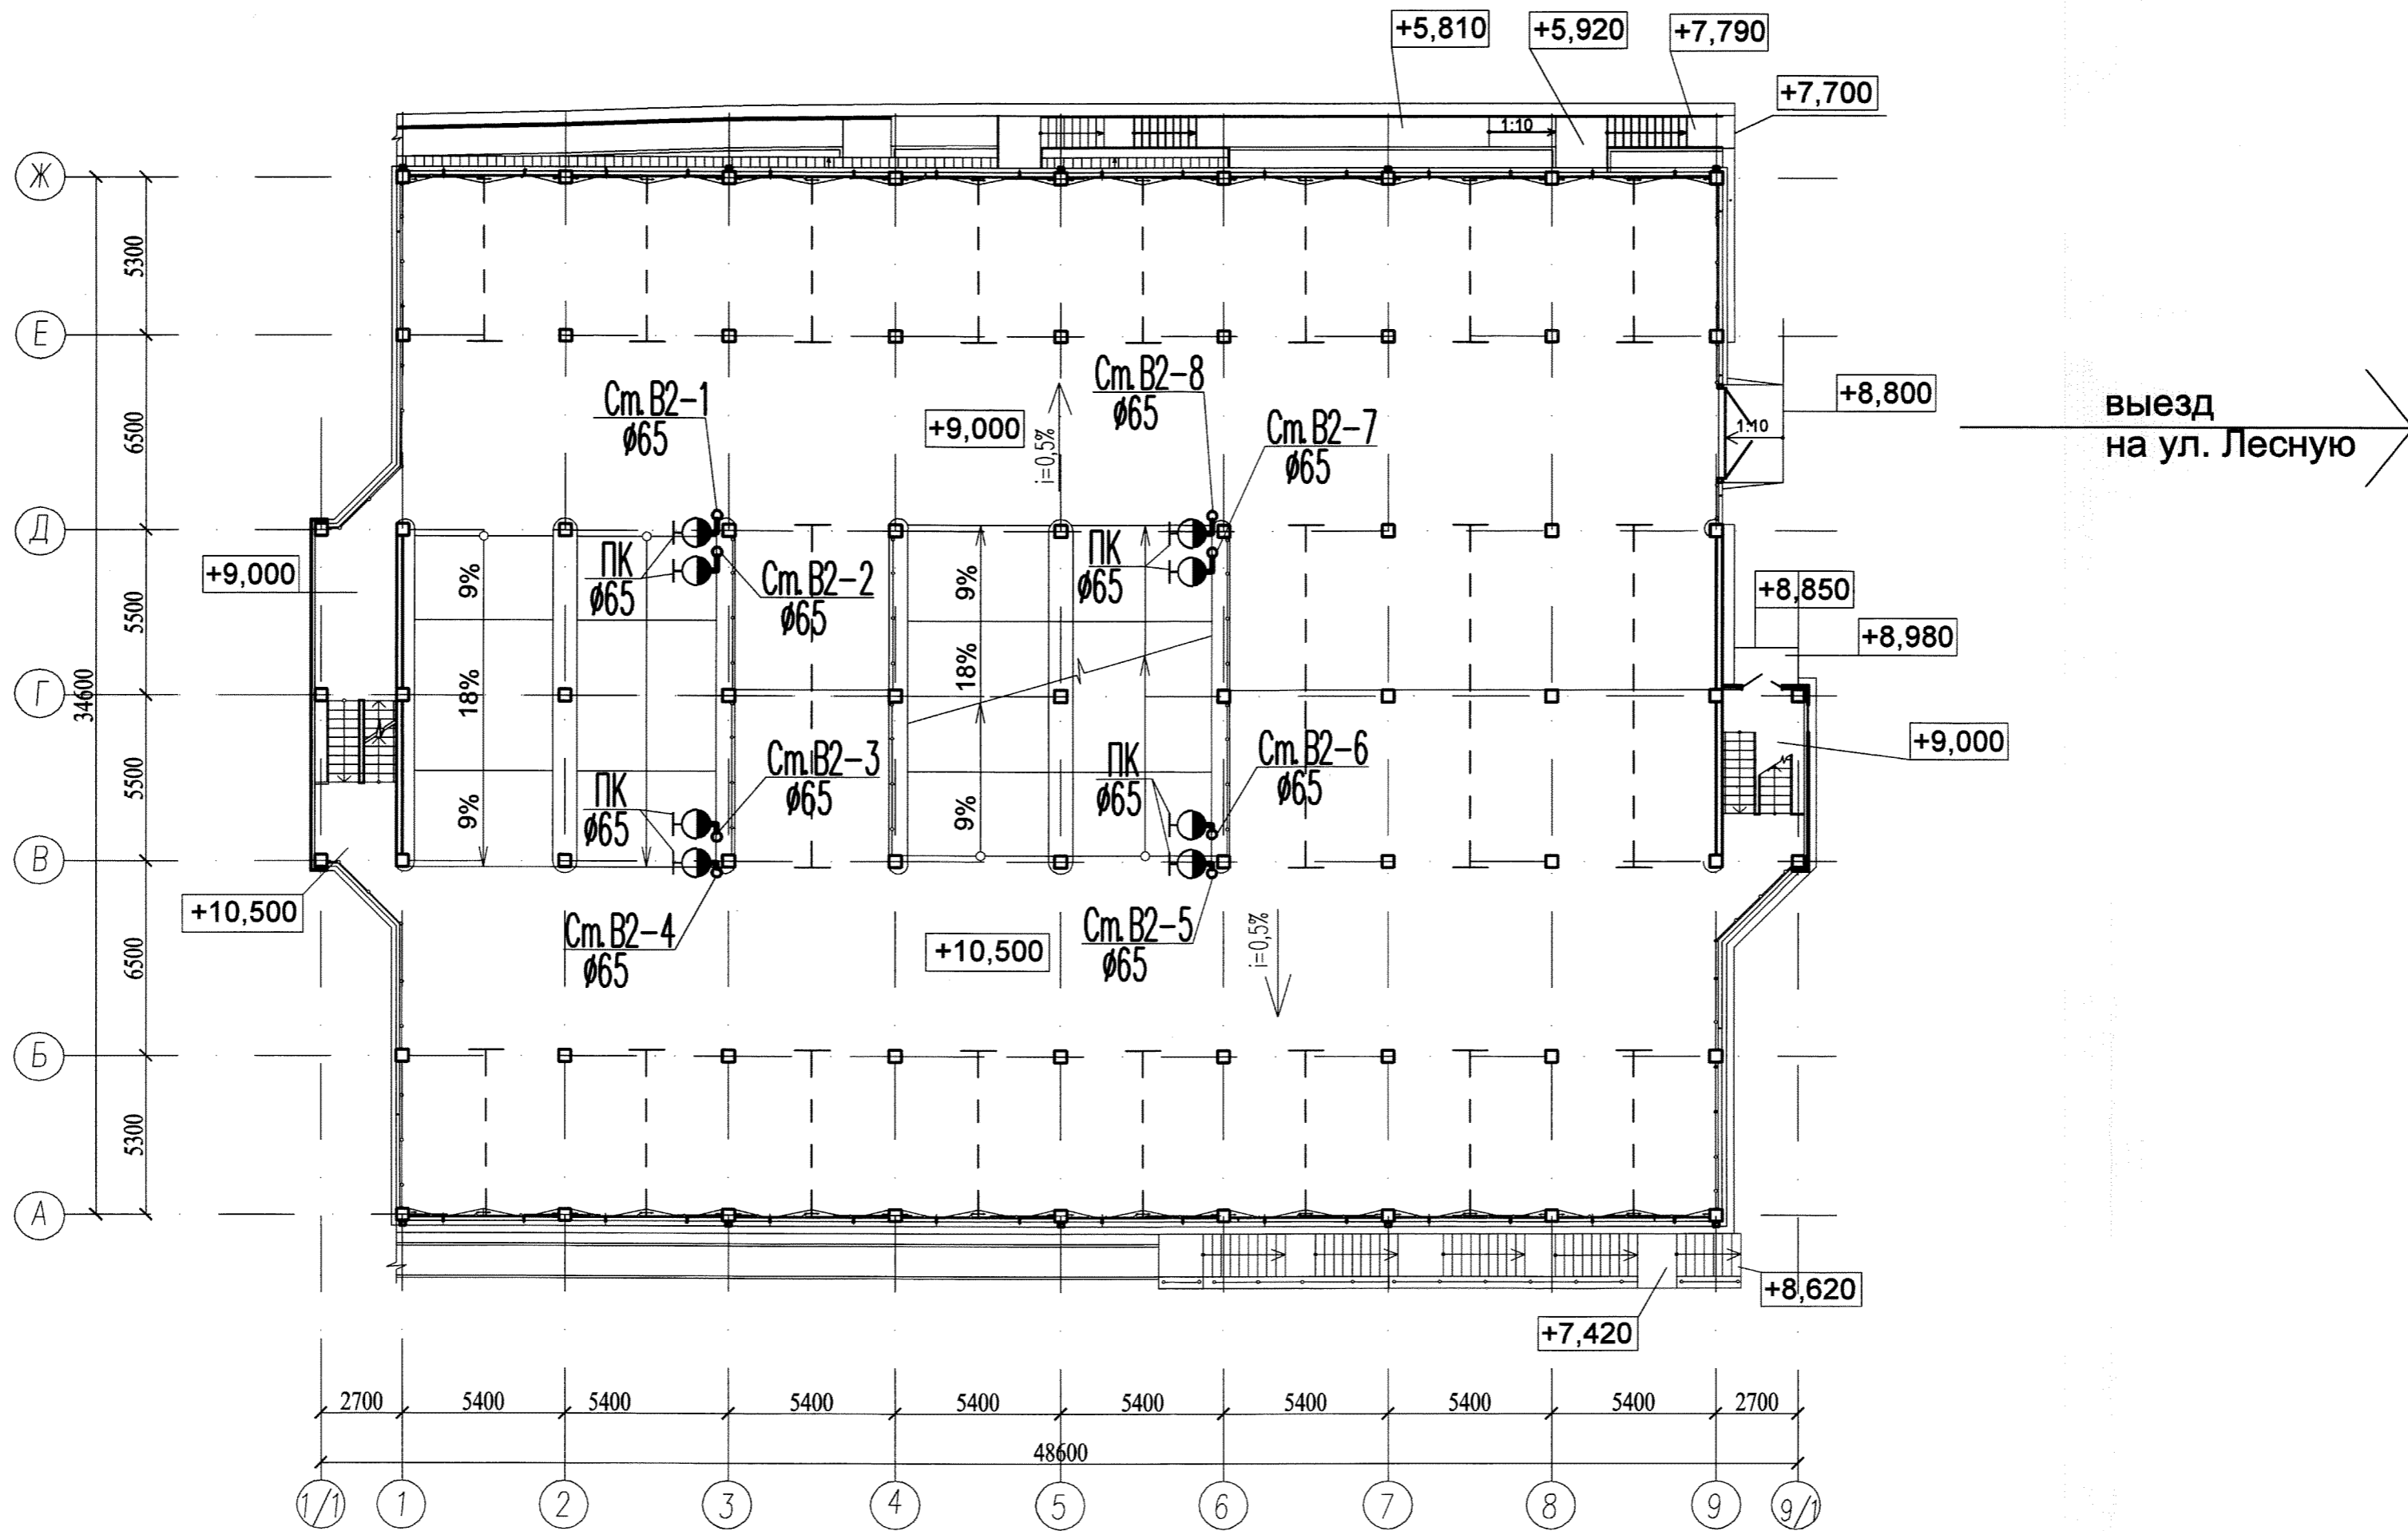 +5,810
+5,920
+7,790
+7,700
1:10
Ж
Е
Д
Г
В
Б
А
5300
6500
5500
5500
6500
5300
34600
Ст.В2-1
ø65
+9,000
i=0,5%
Ст.В2-8
ø65
Ст.В2-7
ø65
+8,800
1:10
выезд
на ул. Лесную
+9,000
9%
18%
9%
ПК
ø65
Ст.В2-2
ø65
9%
18%
9%
ПК
ø65
+8,850
+8,980
+9,000
ПК
ø65
Ст.В2-3
ø65
ПК
ø65
Ст.В2-6
ø65
+10,500
Ст.В2-4
ø65
+10,500
Ст.В2-5
ø65
i=0,5%
+8,620
+7,420
2700
5400
5400
5400
5400
5400
5400
5400
5400
2700
48600
1/1
1
2
3
4
5
6
7
8
9
9/1